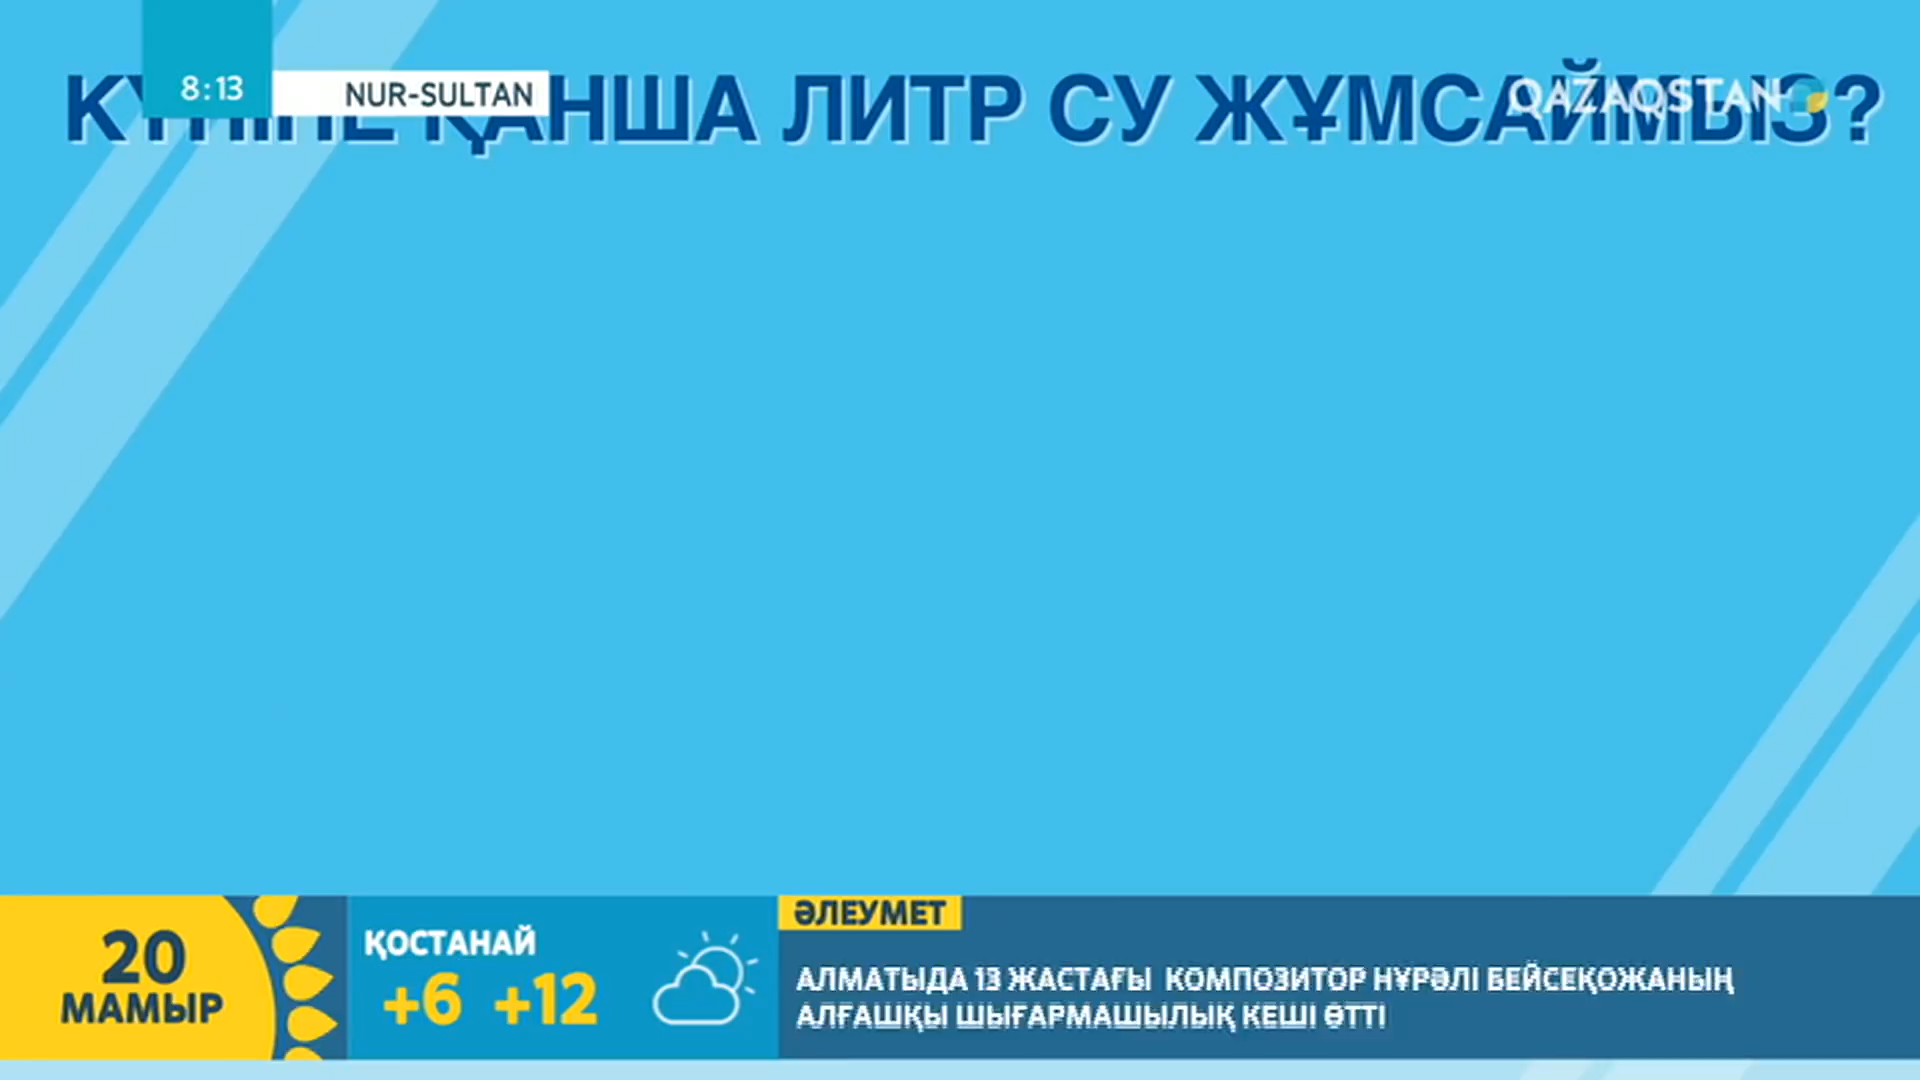 8:13
NUR-SULTAN
ҚАНША ЛИТР СУ ЖҰМСАЙМЫЗ?
QAZAQSTAN
20
МАМЫР
ҚОСТАНАЙ
+6 +12
ӘЛЕУМЕТ
АЛМАТЫДА 13 ЖАСТАҒЫ КОМПОЗИТОР НҰРӘЛІ БЕЙСЕҚОЖАНЫҢ
АЛҒАШҚЫ ШЫҒАРМАШЫЛЫҚ КЕШІ ӨТТІ